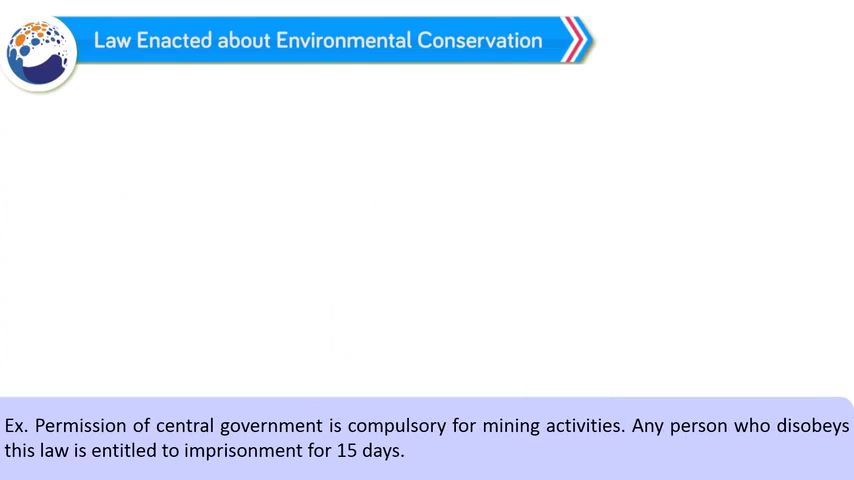 Law Enacted about Environmental Conservation
Ex. Permission of central government is compulsory for mining activities. Any person who disobeys
this law is entitled to imprisonment for 15 days.